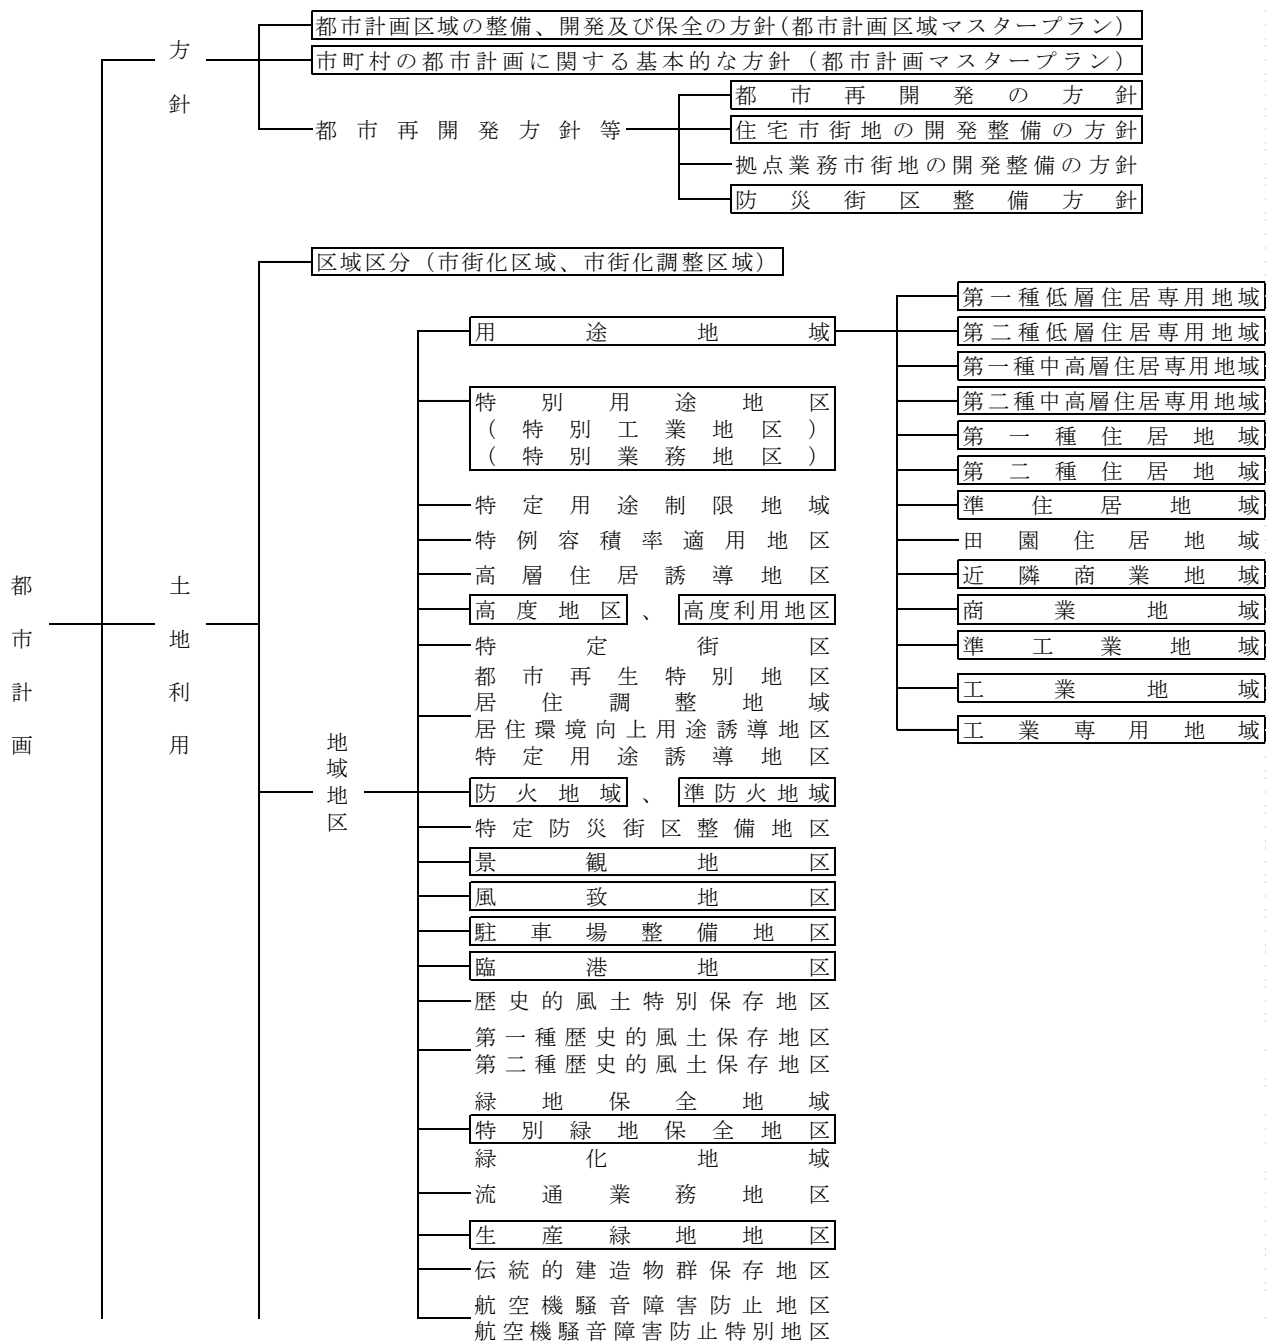 都市計画
方針
都市計画区域の整備、開発及び保全の方針(都市計画区域マスタープラン)
市町村の都市計画に関する基本的な方針（都市計画マスタープラン）
都市再開発方針等
都市再開発の方針
住宅市街地の開発整備の方針
拠点業務市街地の開発整備の方針
防災街区整備方針
土地利用
区域区分（市街化区域、市街化調整区域）
地域地区
用途地域
第一種低層住居専用地域
第二種低層住居専用地域
第一種中高層住居専用地域
第二種中高層住居専用地域
第一種住居地域
第二種住居地域
準住居地域
田園住居地域
近隣商業地域
商業地域
準工業地域
工業地域
工業専用地域
特別用途地区
(特別工業地区)
(特別業務地区)
特定用途制限地域
特例容積率適用地区
高層住居誘導地区
高度地区、高度利用地区
特定街区
都市再生特別地区
居住調整地域
居住環境向上用途誘導地区
特定用途誘導地区
防火地域、準防火地域
特定防災街区整備地区
景観地区
風致地区
駐車場整備地区
臨港地区
歴史的風土特別保存地区
第一種歴史的風土保存地区
第二種歴史的風土保存地区
緑地保全地域
特別緑地保全地区
緑化地域
流通業務地区
生産緑地地区
伝統的建造物群保存地区
航空機騒音障害防止地区
航空機騒音障害防止特別地区